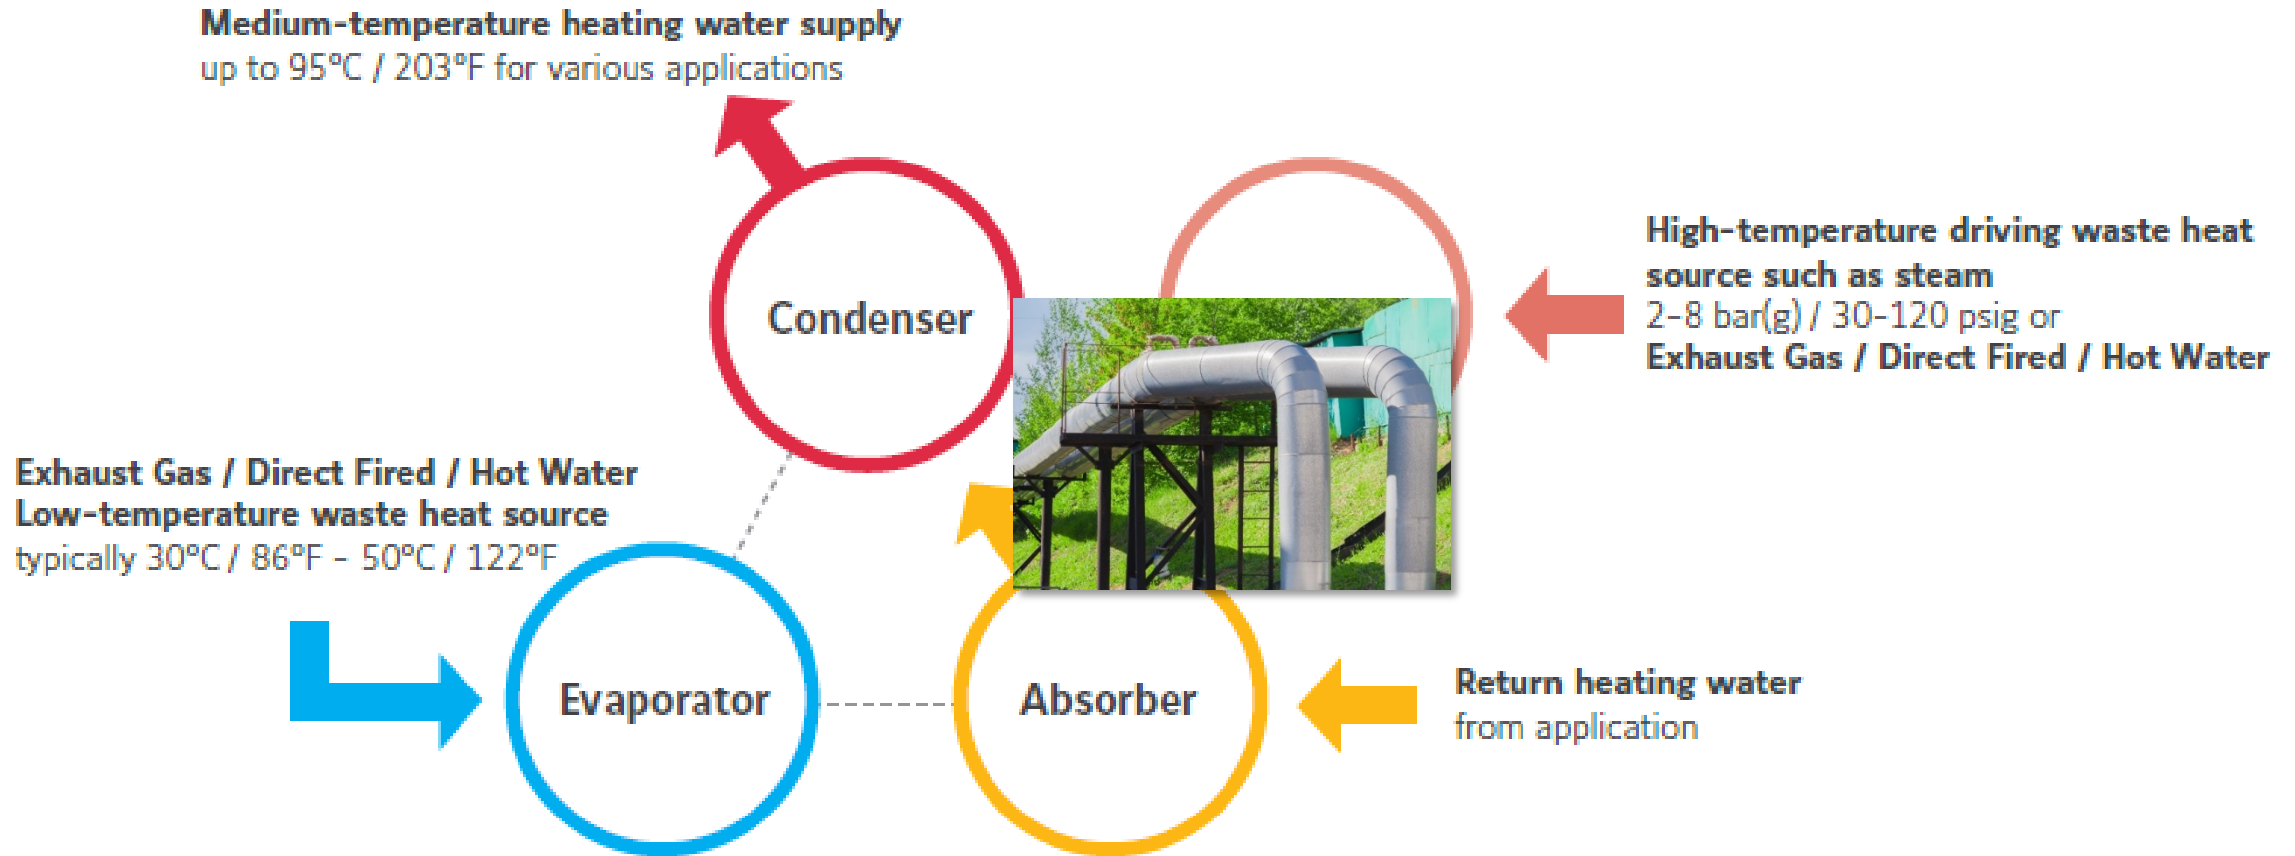 Medium-temperature heating water supply
up to 95°C / 203°F for various applications
Condenser
High-temperature driving waste heat
source such as steam
2-8 bar(g) / 30-120 psig or
Exhaust Gas / Direct Fired / Hot Water
Exhaust Gas / Direct Fired / Hot Water
Low-temperature waste heat source
typically 30°C / 86°F - 50°C / 122°F
Evaporator
Absorber
Return heating water
from application